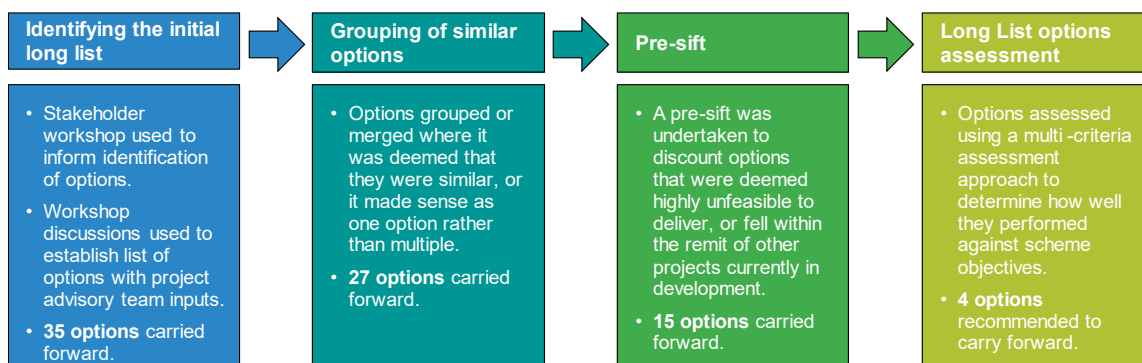 Identifying the initial
long list
• Stakeholder
workshop used to
inform identification
of options.
• Workshop
discussions used to
establish list of
options with project
advisory team inputs.
• 35 options carried
forward.
Grouping of similar
options
• Options grouped or
merged where it
was deemed that
they were similar, or
it made sense as
one option rather
than multiple.
• 27 options carried
forward.
Pre-sift
• A pre-sift was
undertaken to
discount options
that were deemed
highly unfeasible to
deliver, or fell within
the remit of other
projects currently in
development.
• 15 options carried
forward.
Long List options
assessment
• Options assessed
using a multi -criteria
assessment
approach to
determine how well
they performed
against scheme
objectives.
• 4 options
recommended to
carry forward.